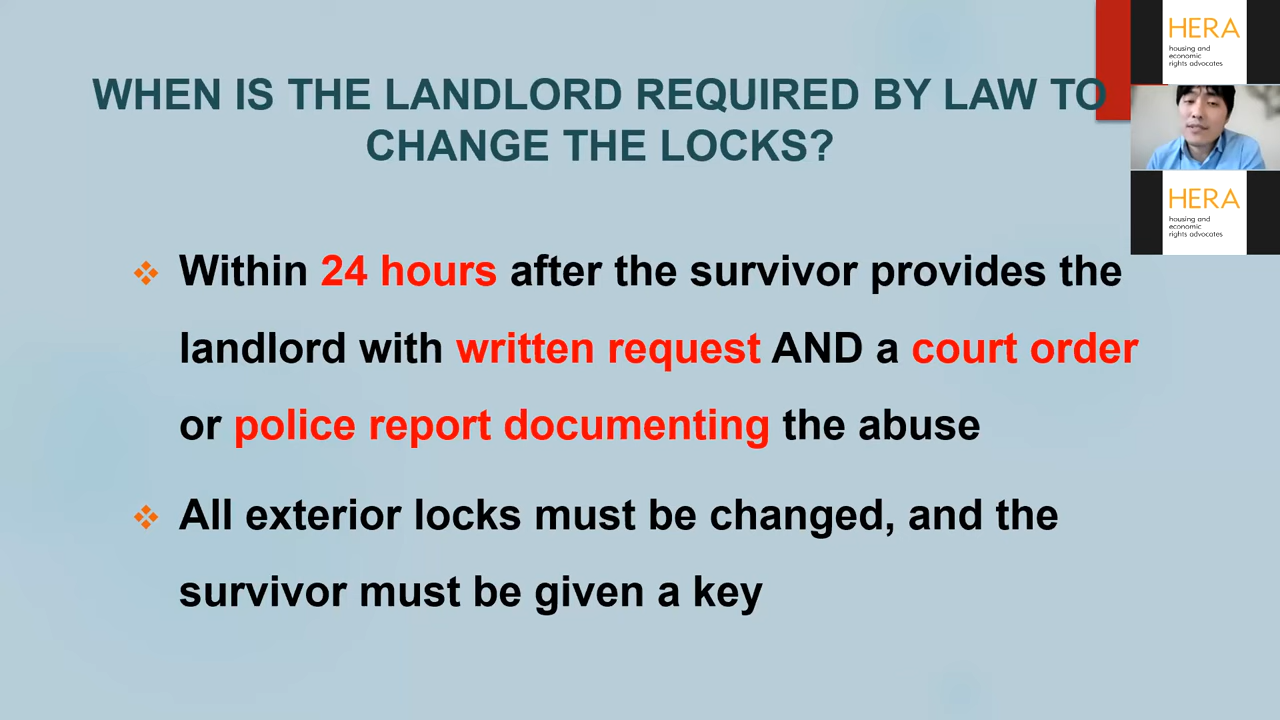 WHEN IS THE LANDLORD REQUIRED BY LAW TO
CHANGE THE LOCKS?
Within 24 hours after the survivor provides the
landlord with written request AND a court order
or police report documenting the abuse
All exterior locks must be changed, and the
survivor must be given a key
HERA
housing and
economic
rights advocates
HERA
housing and
economic
rights advocates